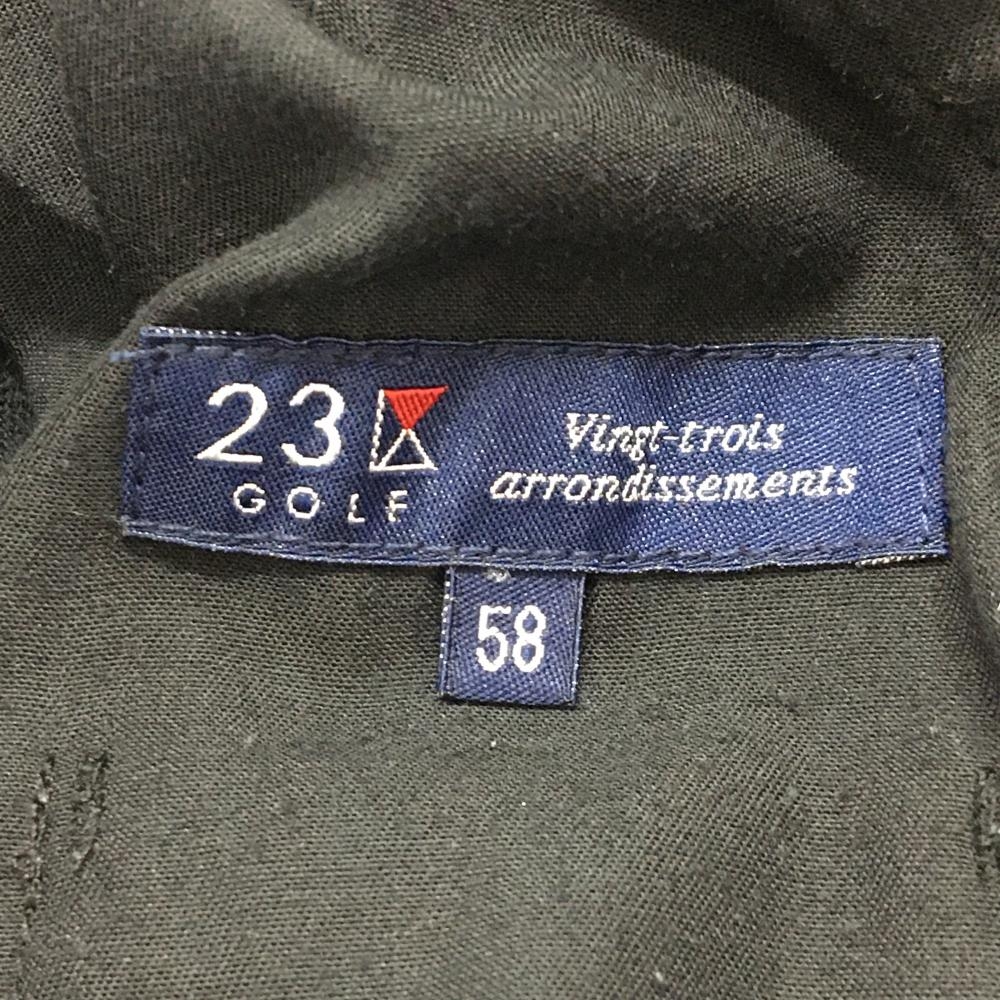 23
GOLF
Vingt-trois
arrondissements
58